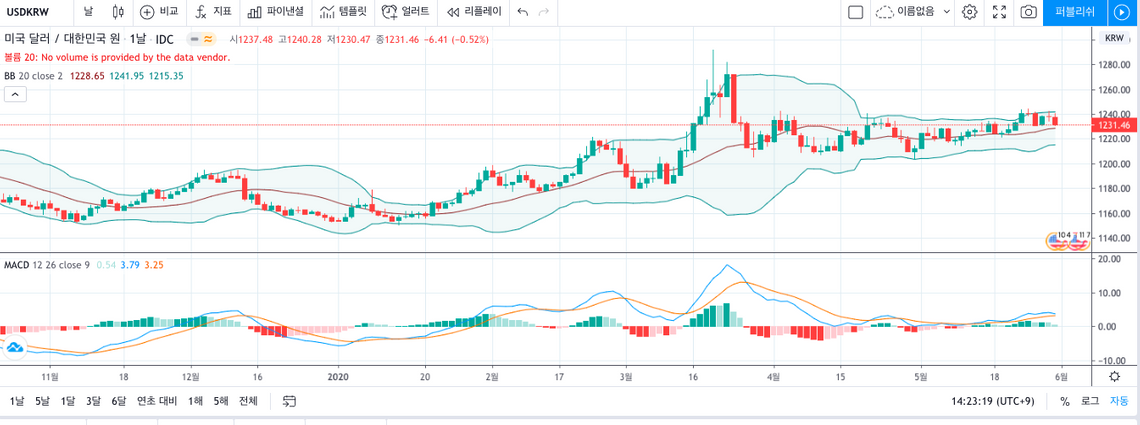 USDKRW 날 비교 지표 파이낸셜 템플릿 얼러트 리플레이 이름없음 퍼블리쉬
미국 달러 / 대한민국 원 · 1날 · IDC 시1237.48 고1240.28 저1230.47 종1231.46 -6.41 (-0.52%) KRW
볼륨 20: No volume is provided by the data vendor.
BB 20 close 2 1228.65 1241.95 1215.35
1280.00
1260.00
1240.00
1231.46
1220.00
1200.00
1180.00
1160.00
1140.00
104 117
MACD 12 26 close 9 0.54 3.79 3.25
20.00
10.00
0.00
-10.00
11월 18 12월 16 2020 20 2월 17 3월 16 4월 15 5월 18 6월
1날 5날 1달 3달 6달 연초 대비 1해 5해 전체 14:23:19 (UTC+9) % 로그 자동